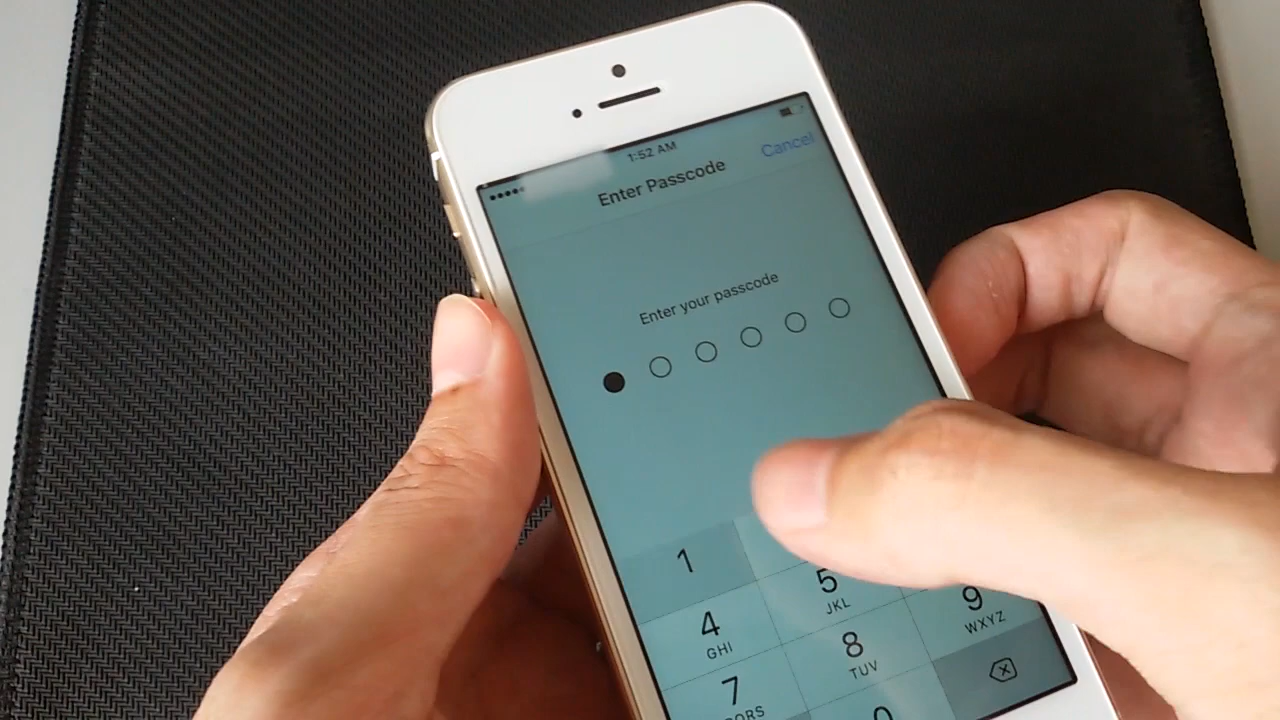 1:52 AM
Enter Passcode
Cancel
Enter your passcode
1
4
GHI
5
JKL
7
8
TUV
9
WXYZ
0